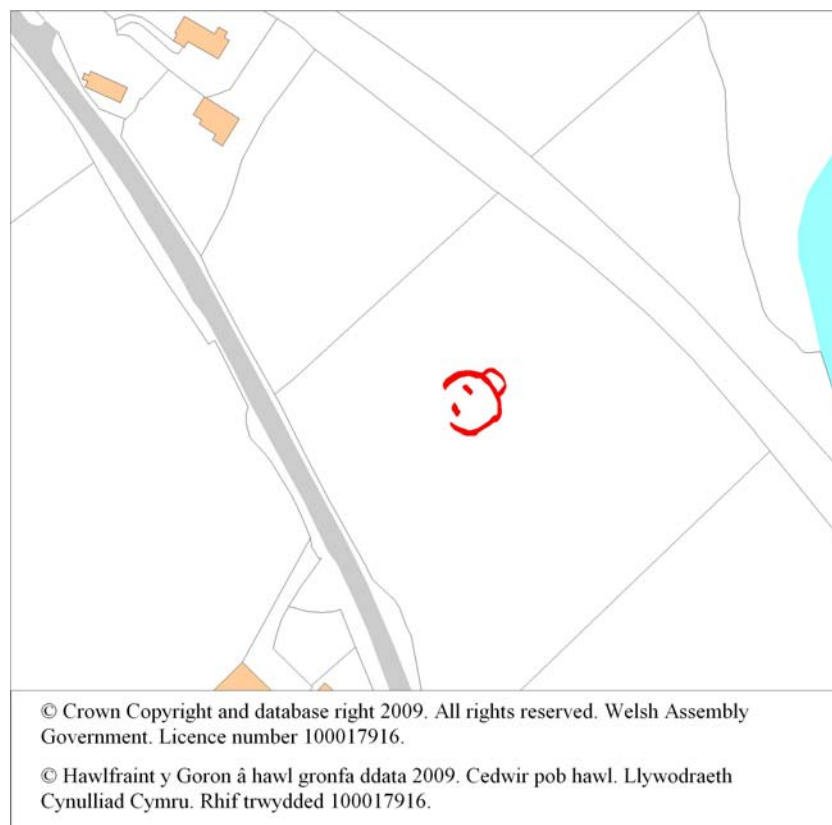 © Crown Copyright and database right 2009. All rights reserved. Welsh Assembly
Government. Licence number 100017916.
© Hawlfraint y Goron â hawl gronfa ddata 2009. Cedwir pob hawl. Llywodraeth
Cynulliad Cymru. Rhif trwydded 100017916.